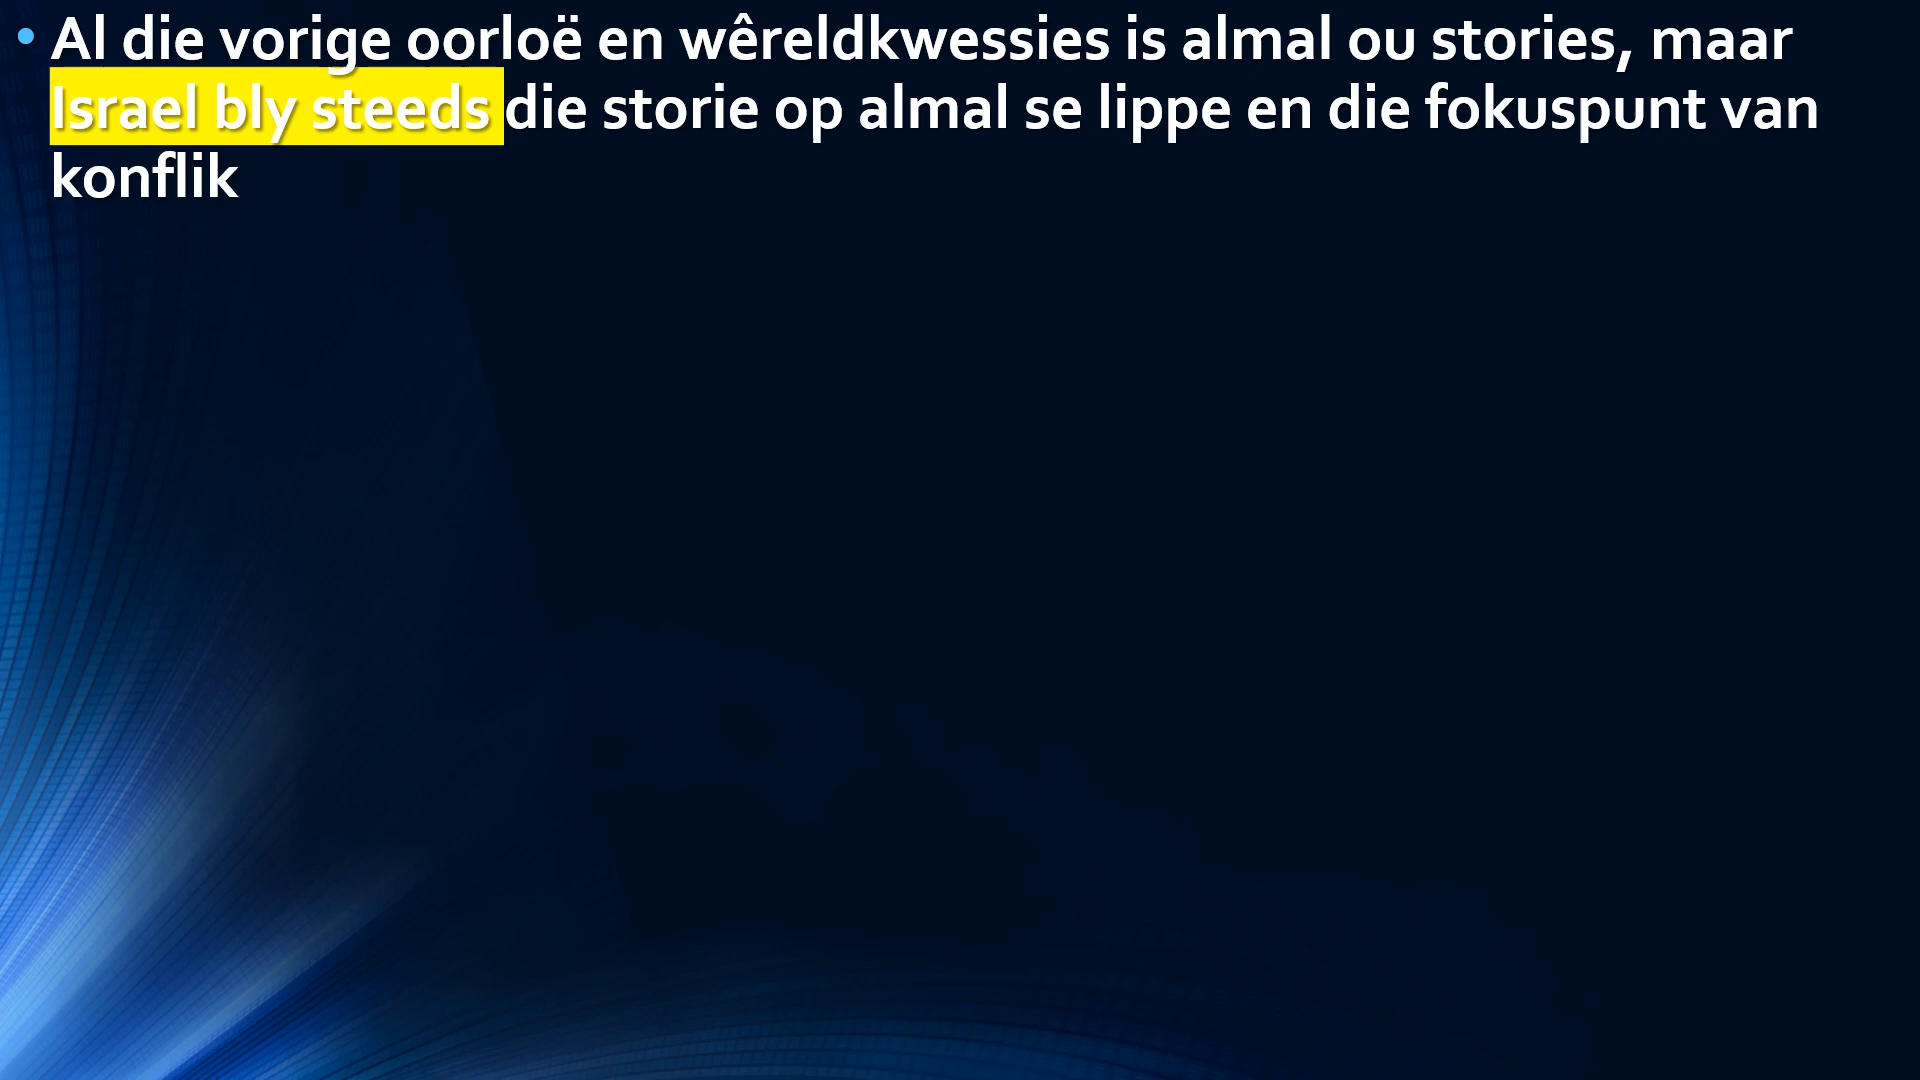 • Al die vorige oorloë en wêreldkwessies is almal ou stories, maar
Israel bly steeds die storie op almal se lippe en die fokuspunt van
konflik